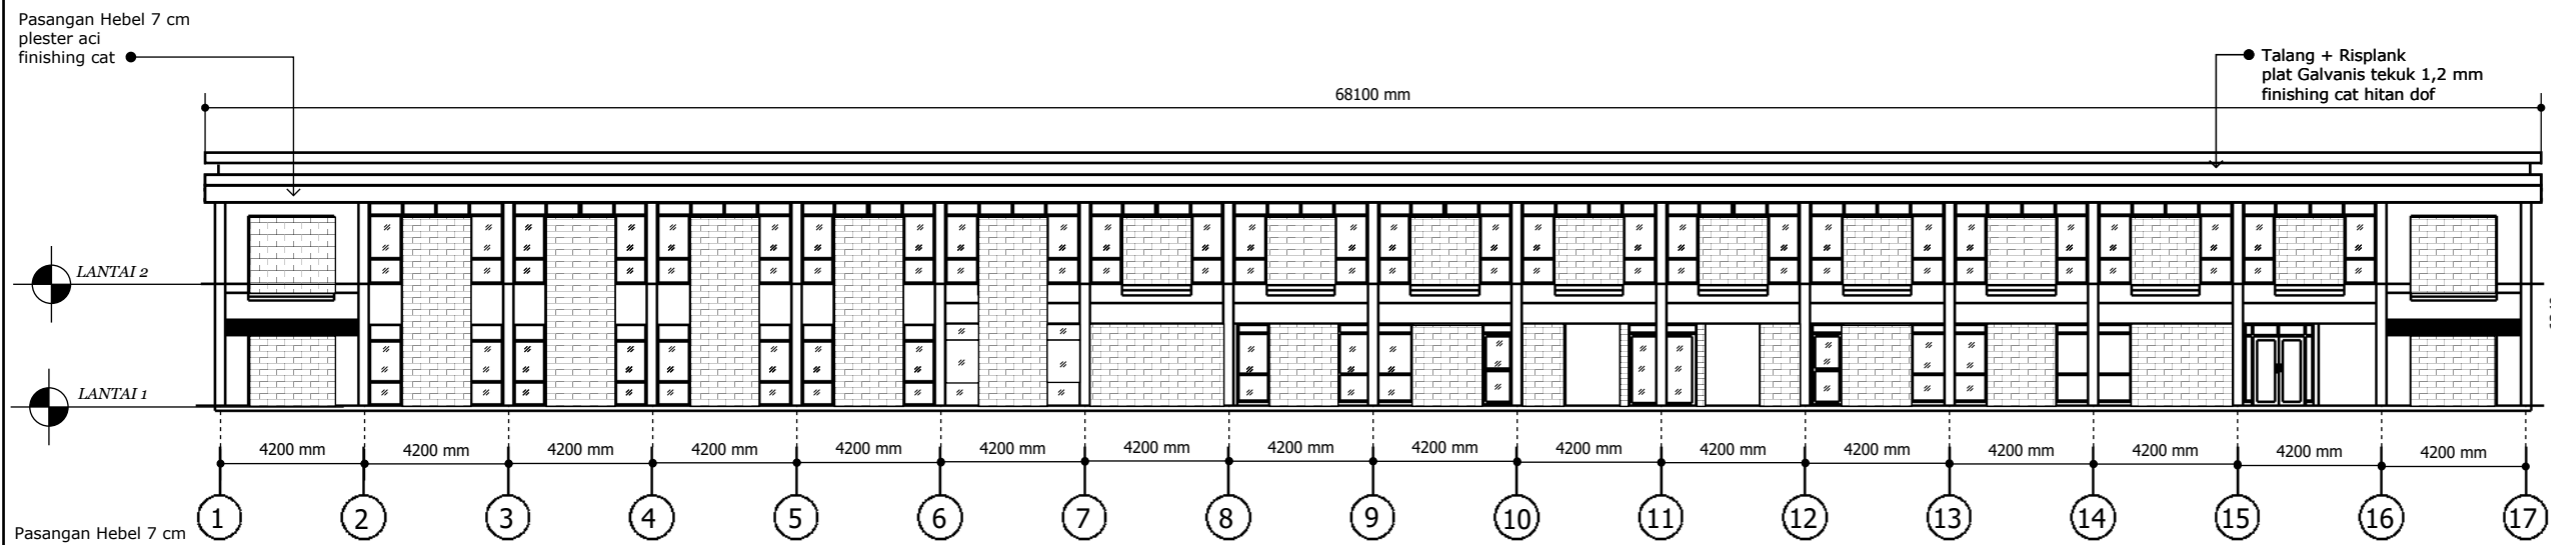 Pasangan Hebel 7 cm
plester aci
finishing cat
Talang + Risplank
plat Galvanis tekuk 1,2 mm
finishing cat hitan dof
68100 mm
LANTAI 2
LANTAI 1
4200 mm 4200 mm 4200 mm 4200 mm 4200 mm 4200 mm 4200 mm 4200 mm 4200 mm 4200 mm 4200 mm 4200 mm 4200 mm 4200 mm 4200 mm 4200 mm
1 2 3 4 5 6 7 8 9 10 11 12 13 14 15 16 17
Pasangan Hebel 7 cm